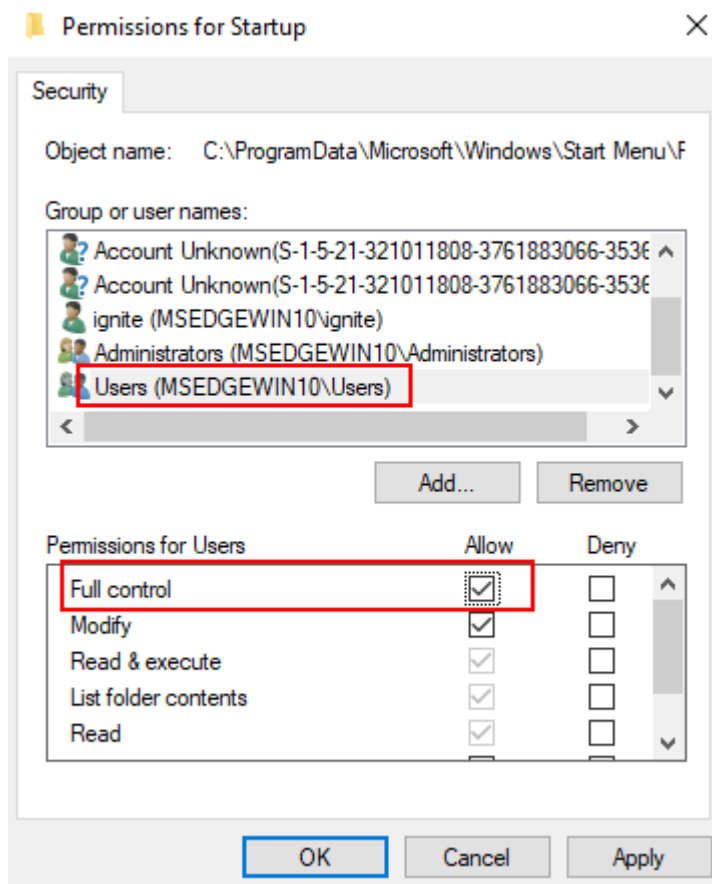 Permissions for Startup
Security
Object name: C:\ProgramData\Microsoft\Windows\Start Menu\F
Group or user names:
Account Unknown(S-1-5-21-321011808-3761883066-3536
Account Unknown(S-1-5-21-321011808-3761883066-3536
ignite (MSEDGEWIN10\ignite)
Administrators (MSEDGEWIN10\Administrators)
Users (MSEDGEWIN10\Users)
Add... Remove
Permissions for Users Allow Deny
Full control
Modify
Read & execute
List folder contents
Read
OK Cancel Apply